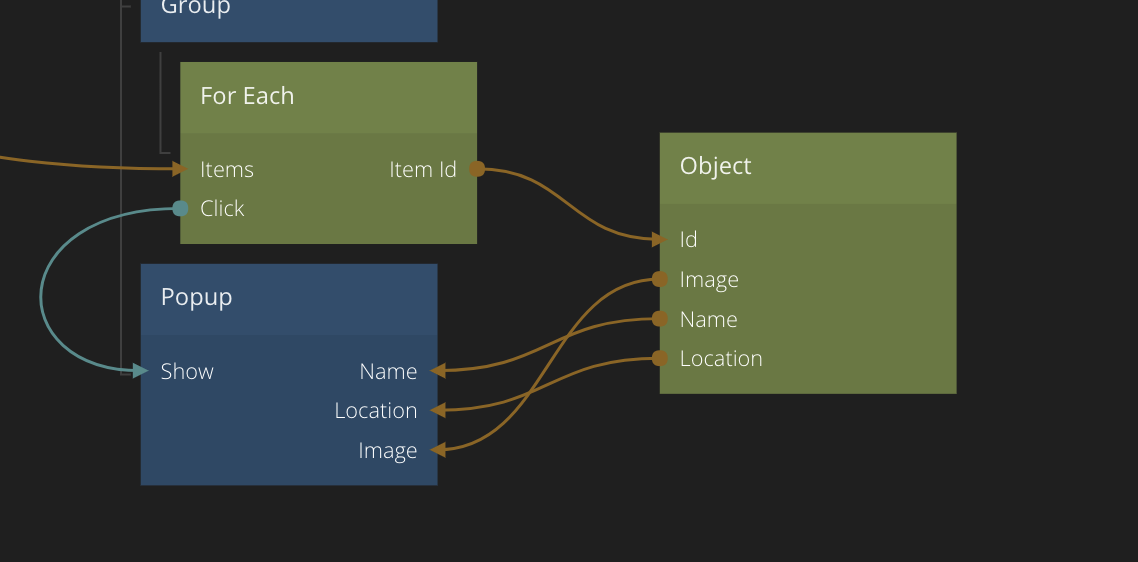 Group
For Each
Items
Item Id
Click
Popup
Show
Name
Location
Image
Object
Id
Image
Name
Location